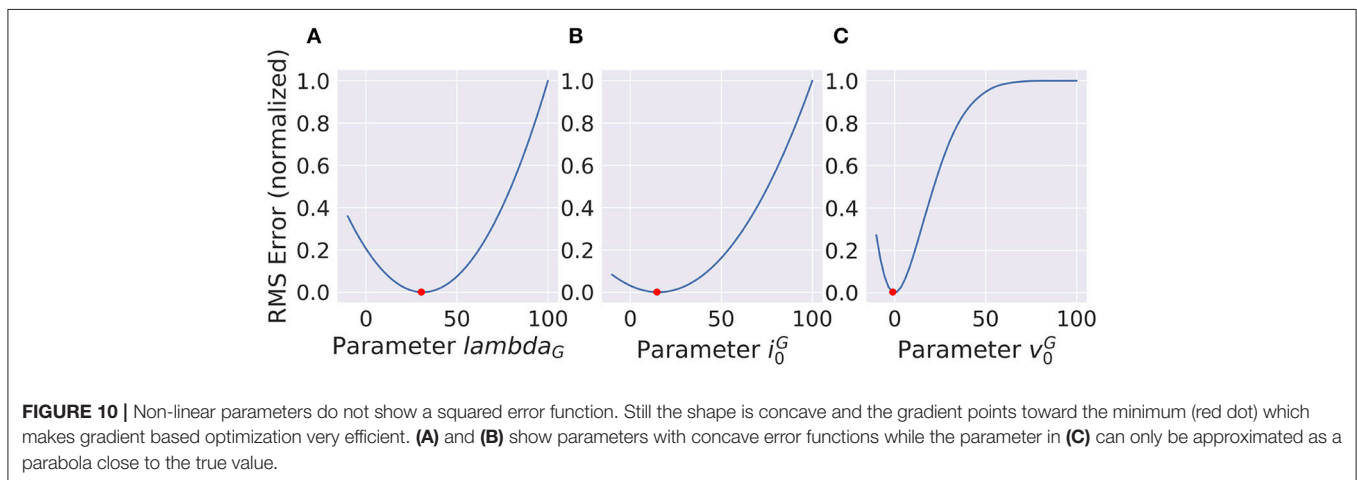 A
B
C
RMS Error (normalized)
1.0
0.8
0.6
0.4
0.2
0.0
0 50 100
Parameter lambda_G
1.0
0.8
0.6
0.4
0.2
0.0
0 50 100
Parameter i_0^G
1.0
0.8
0.6
0.4
0.2
0.0
0 50 100
Parameter v_0^G
FIGURE 10 | Non-linear parameters do not show a squared error function. Still the shape is concave and the gradient points toward the minimum (red dot) which
makes gradient based optimization very efficient. (A) and (B) show parameters with concave error functions while the parameter in (C) can only be approximated as a
parabola close to the true value.